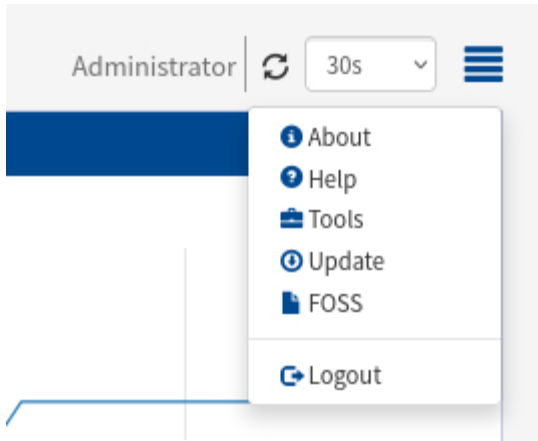 Administrator 30s
About
Help
Tools
Update
FOSS
Logout